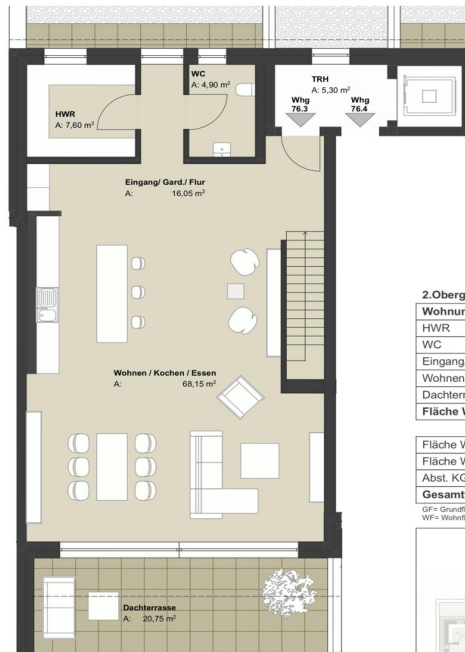 WC
A: 4,90 m²
TRH
A: 5,30 m²
Whg
76.3
Whg
76.4
HWR
A: 7,60 m²
Eingang/ Gard./ Flur
A: 16,05 m²
Wohnen / Kochen / Essen
A: 68,15 m²
Dachterrasse
A: 20,75 m²
2.Oberg
Wohnun
HWR
WC
Eingang
Wohnen
Dachterr
Fläche W
Fläche W
Fläche W
Abst. KG
Gesamt
GF= Grundfl
WF= Wohnfl